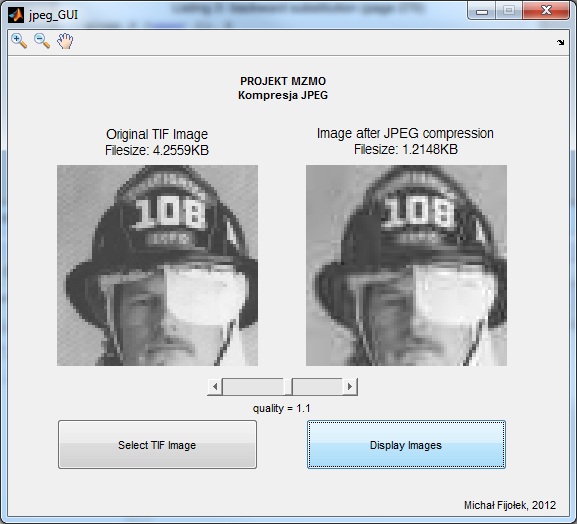 jpeg_GUI
PROJEKT MZMO
Kompresja JPEG
Original TIF Image
Filesize: 4.2559KB
Image after JPEG compression
Filesize: 1.2148KB
108
108
quality = 1.1
Select TIF Image
Display Images
Michał Fijołek, 2012